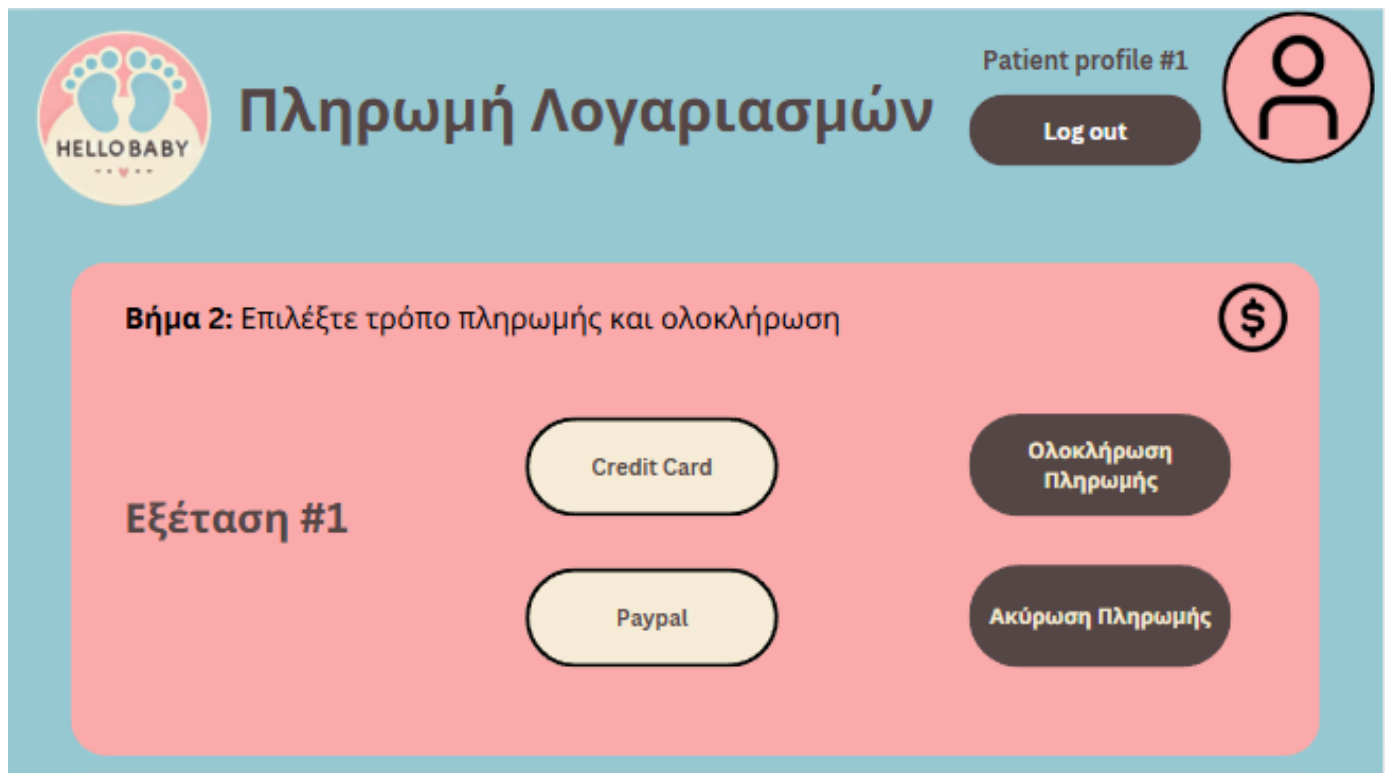 HELLO BABY
Πληρωμή Λογαριασμών
Patient profile #1
Log out
Βήμα 2: Επιλέξτε τρόπο πληρωμής και ολοκλήρωση
$
Εξέταση #1
Credit Card
Paypal
Ολοκλήρωση
Πληρωμής
Ακύρωση Πληρωμής